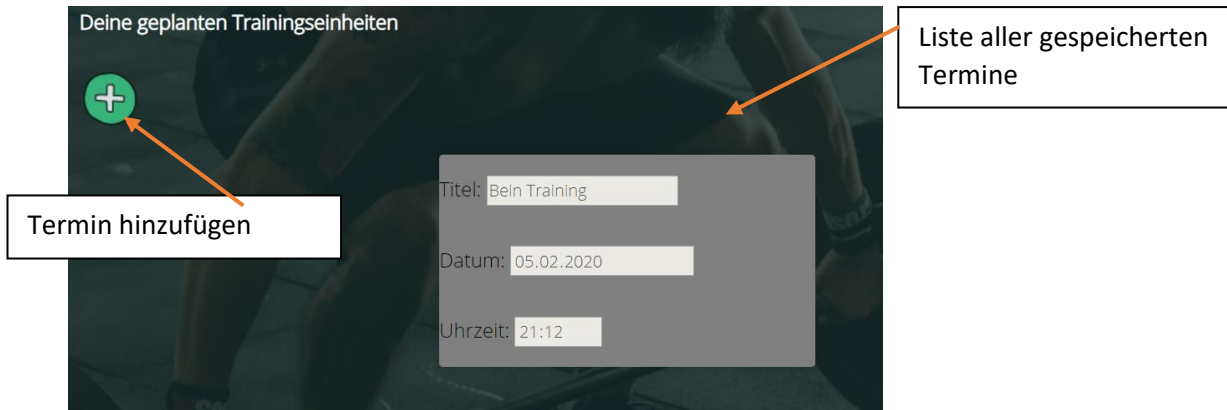 Deine geplanten Trainingseinheiten
Liste aller gespeicherten
Termine
Termin hinzufügen
Titel: Bein Training
Datum: 05.02.2020
Uhrzeit: 21:12